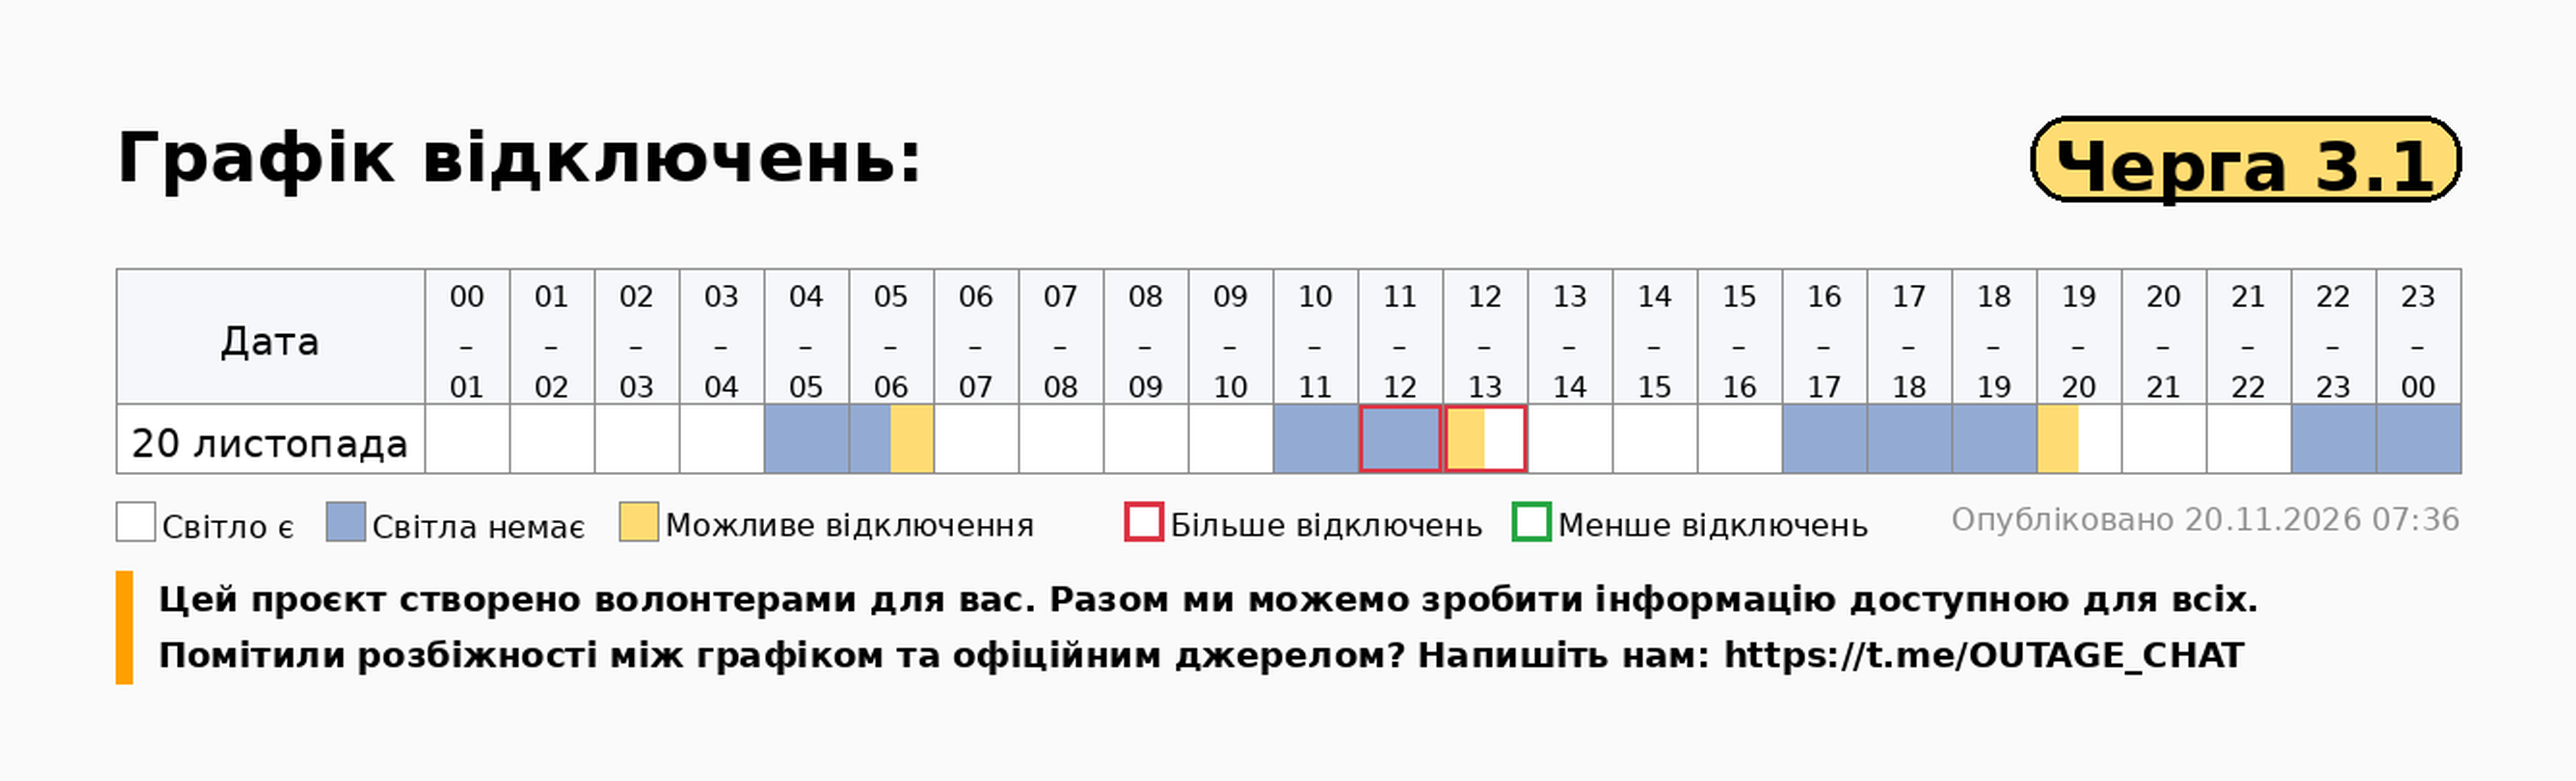 Графік відключень:
Черга 3.1
Дата 00 – 01 01 – 02 02 – 03 03 – 04 04 – 05 05 – 06 06 – 07 07 – 08 08 – 09 09 – 10 10 – 11 11 – 12 12 – 13 13 – 14 14 – 15 15 – 16 16 – 17 17 – 18 18 – 19 19 – 20 20 – 21 21 – 22 22 – 23 23 – 00
20 листопада
Світло є Світла немає Можливе відключення Більше відключень Менше відключень Опубліковано 20.11.2026 07:36
Цей проєкт створено волонтерами для вас. Разом ми можемо зробити інформацію доступною для всіх.
Помітили розбіжності між графіком та офіційним джерелом? Напишіть нам: https://t.me/OUTAGE_CHAT